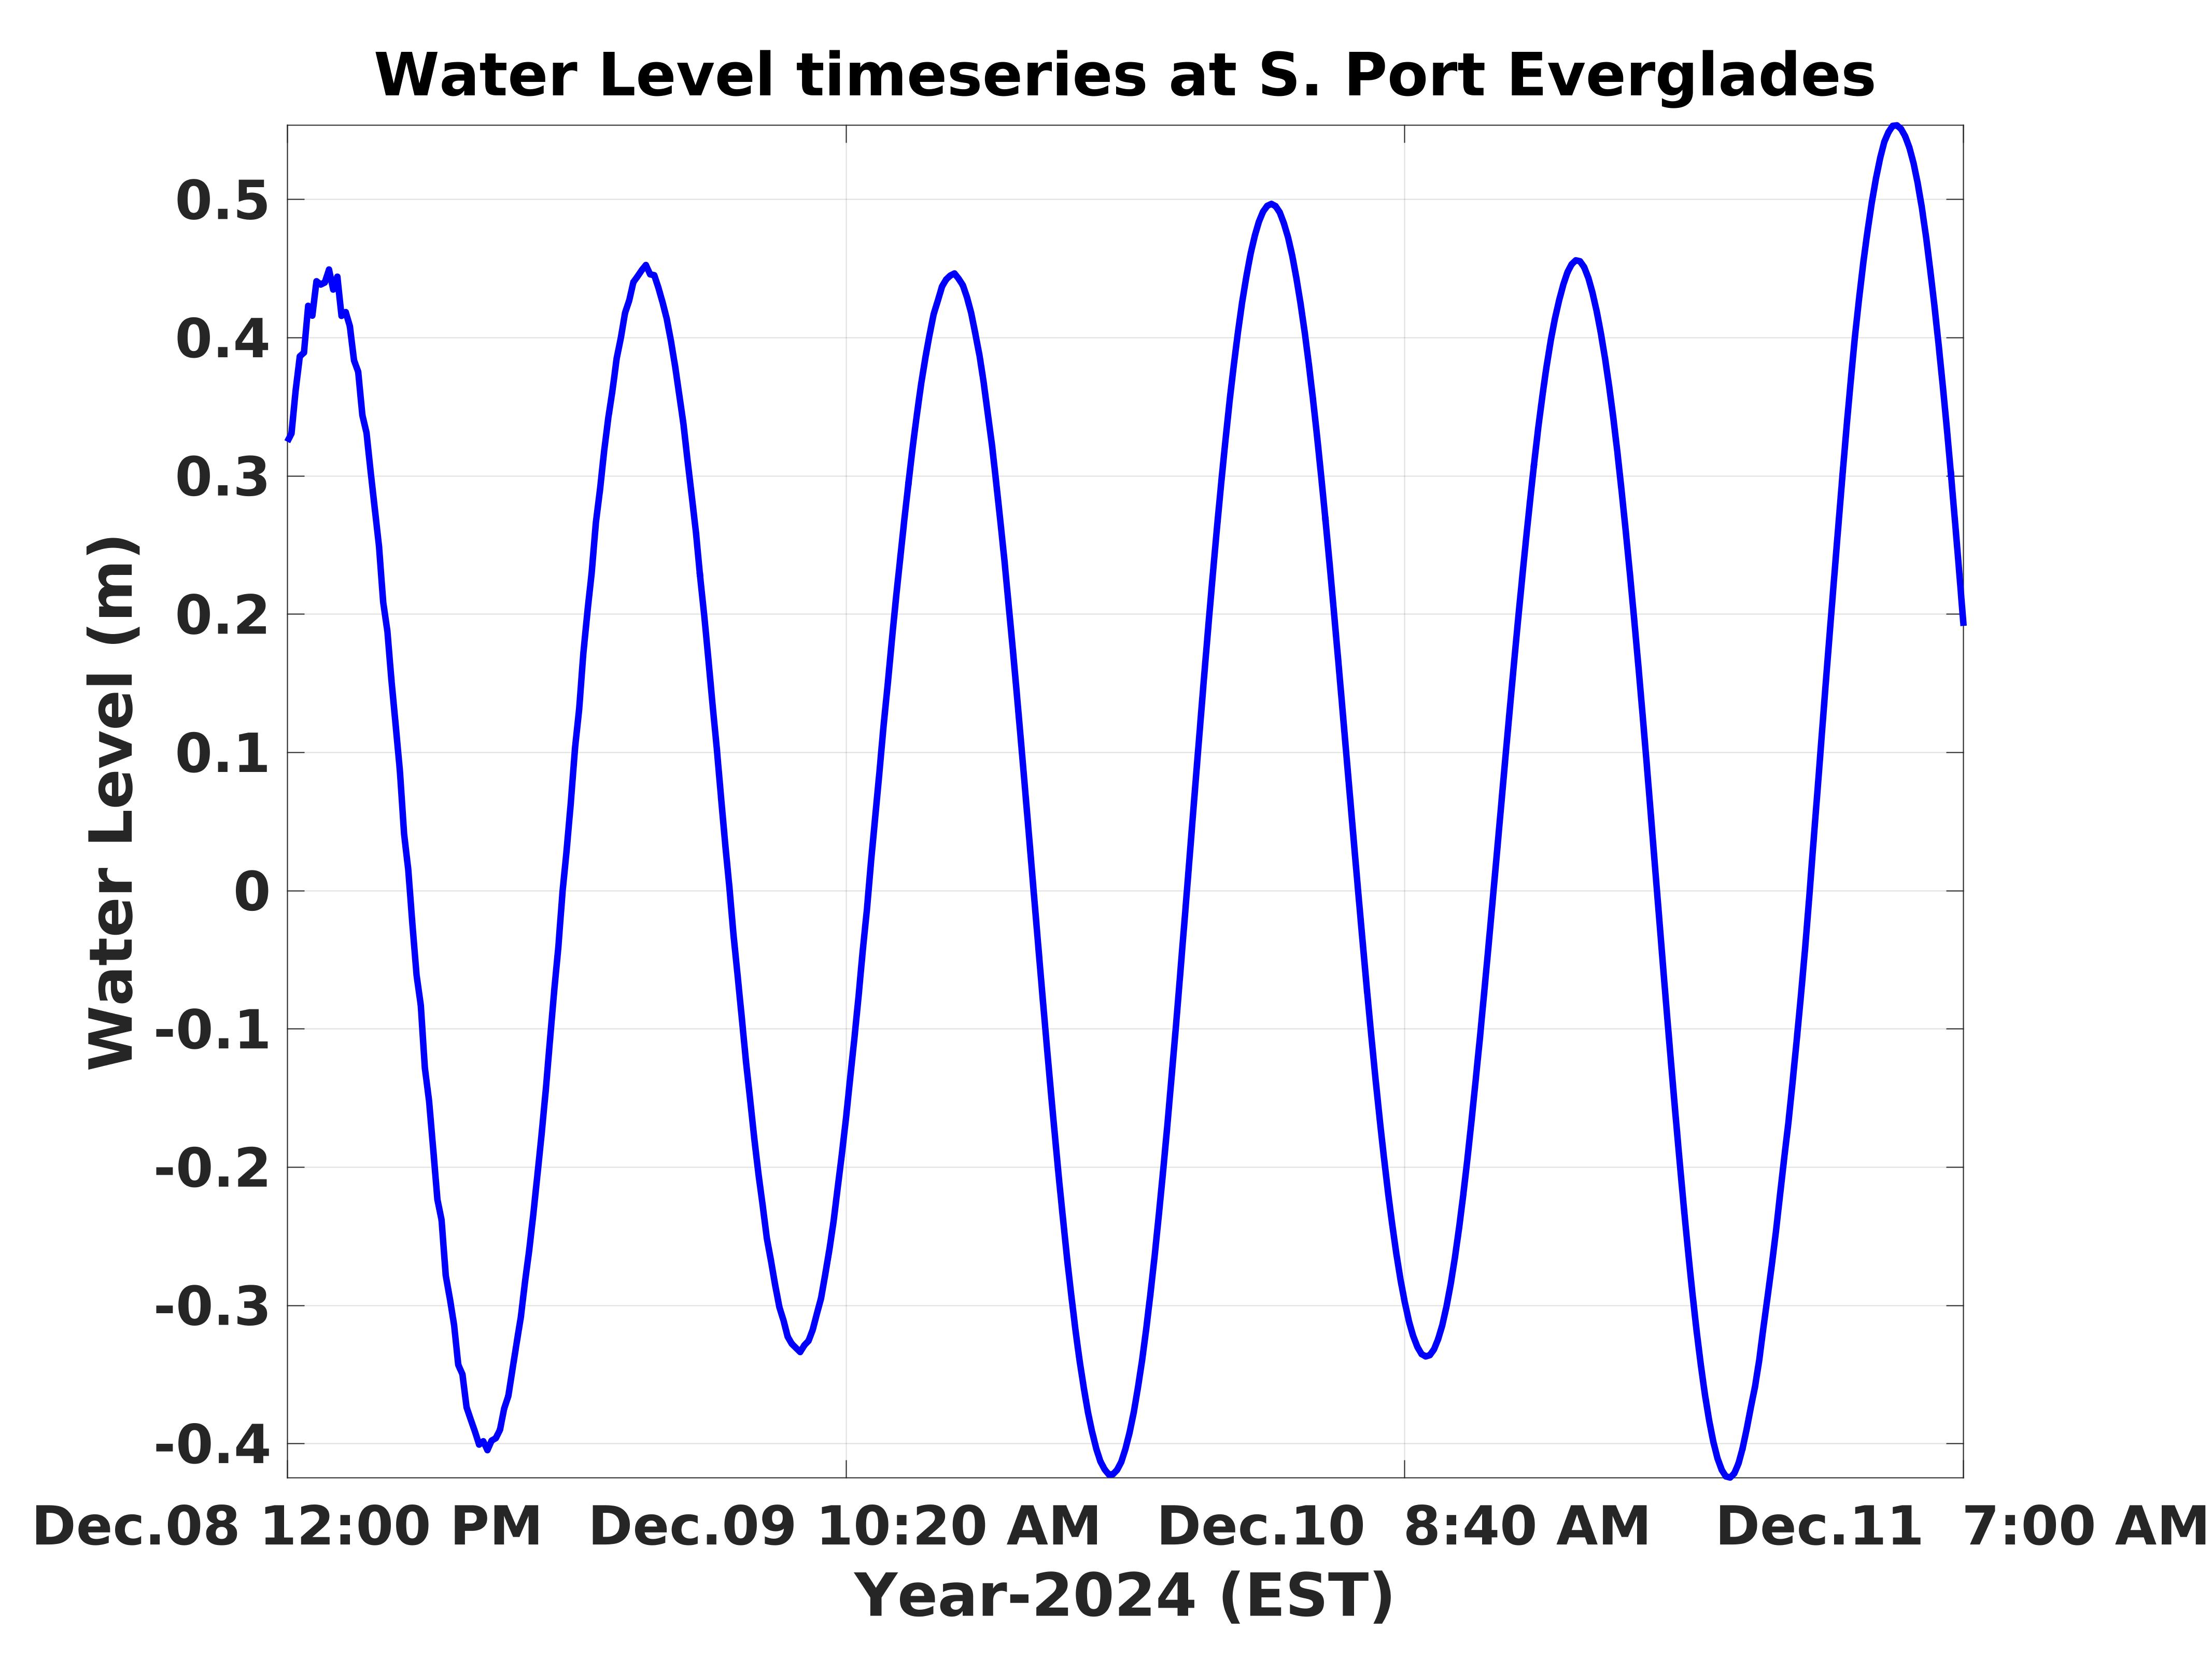 Water Level timeseries at S. Port Everglades
Water Level (m)
0.5
0.4
0.3
0.2
0.1
0
-0.1
-0.2
-0.3
-0.4
Dec.08 12:00 PM Dec.09 10:20 AM Dec.10 8:40 AM Dec.11 7:00 AM
Year-2024 (EST)